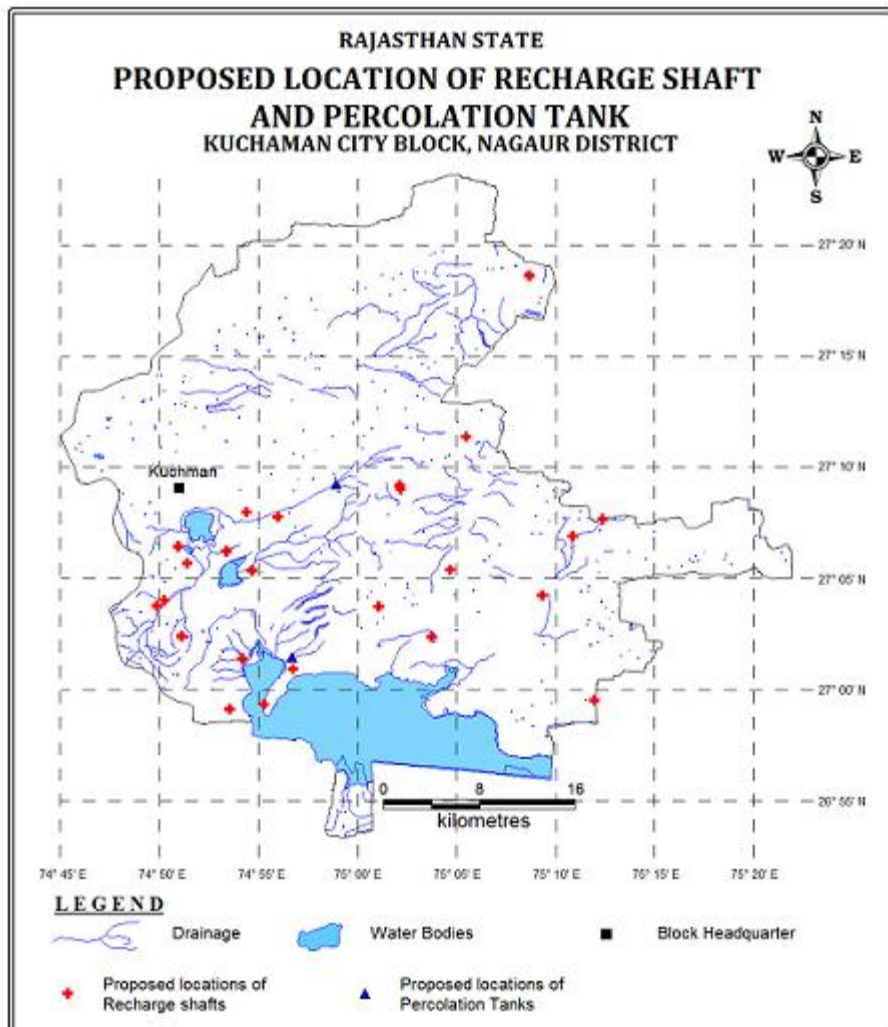 RAJASTHAN STATE
PROPOSED LOCATION OF RECHARGE SHAFT
AND PERCOLATION TANK
KUCHAMAN CITY BLOCK, NAGAUR DISTRICT
N
W E
S
27° 20' N
27° 15' N
Kuchman
27° 10' N
27° 05' N
27° 00' N
0 8 16
kilometres
26° 55' N
74° 45' E 74° 50' E 74° 55' E 75° 00' E 75° 05' E 75° 10' E 75° 15' E 75° 20' E
LEGEND
Drainage Water Bodies Block Headquarter
Proposed locations of Recharge shafts
Proposed locations of Percolation Tanks